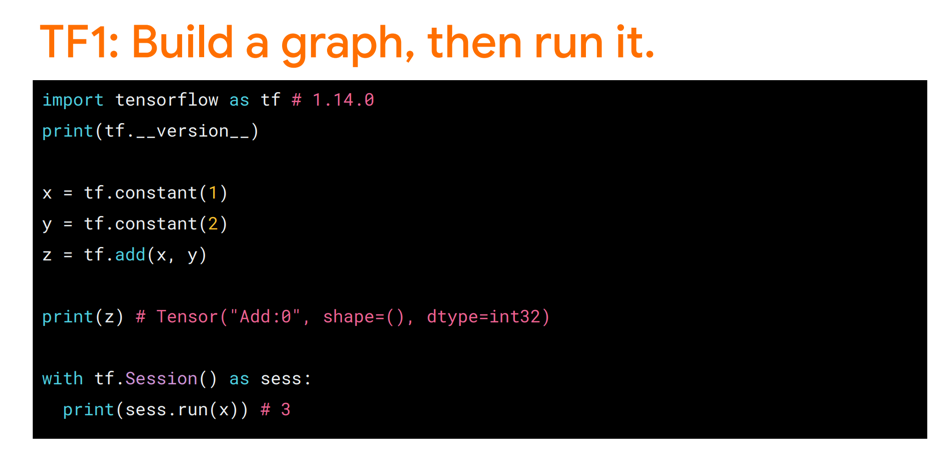 TF1: Build a graph, then run it.
import tensorflow as tf # 1.14.0
print(tf.__version__)
x = tf.constant(1)
y = tf.constant(2)
z = tf.add(x, y)
print(z) # Tensor("Add:0", shape=(), dtype=int32)
with tf.Session() as sess:
  print(sess.run(x)) # 3